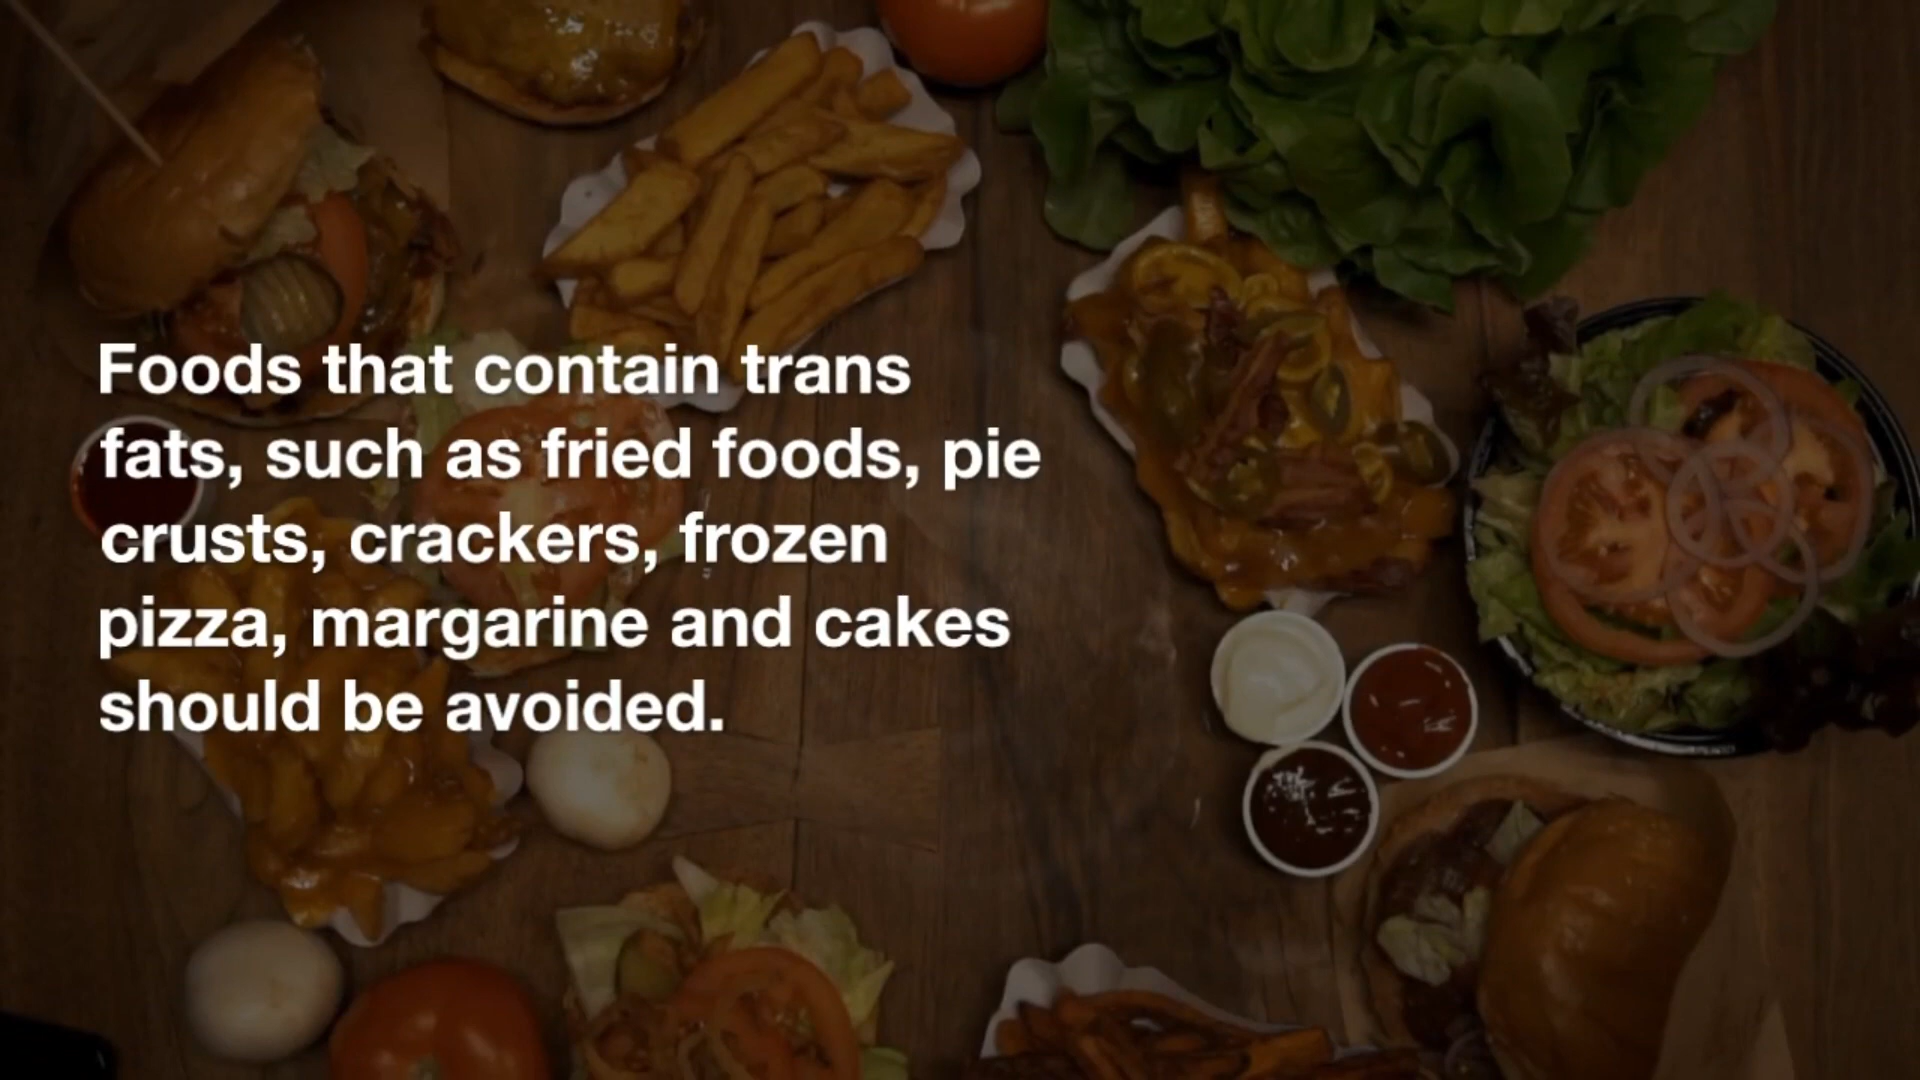 Foods that contain trans
fats, such as fried foods, pie
crusts, crackers, frozen
pizza, margarine and cakes
should be avoided.